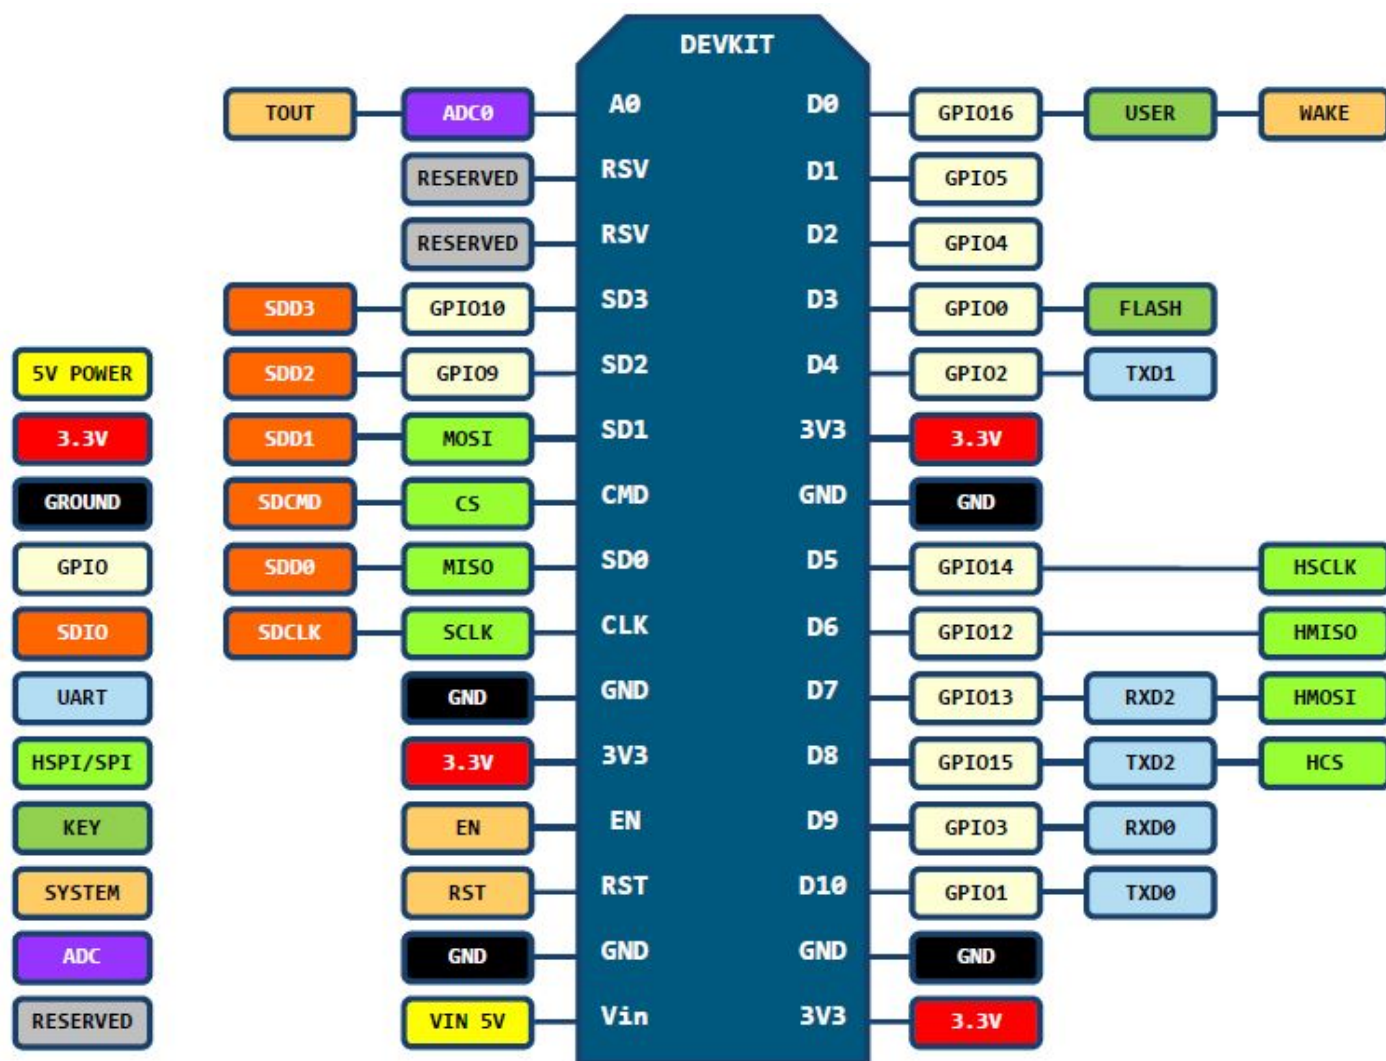 DEVKIT
TOUT ADC0 A0 D0 GPIO16 USER WAKE
RESERVED RSV D1 GPIO5
RESERVED RSV D2 GPIO4
SDD3 GPIO10 SD3 D3 GPIO0 FLASH
5V POWER SDD2 GPIO9 SD2 D4 GPIO2 TXD1
3.3V SDD1 MOSI SD1 3V3 3.3V
GROUND SDCMD CS CMD GND GND
GPIO SDD0 MISO SD0 D5 GPIO14 HSCLK
SDIO SDCLK SCLK CLK D6 GPIO12 HMISO
UART GND GND D7 GPIO13 RXD2 HMOSI
HSPI/SPI 3.3V 3V3 D8 GPIO15 TXD2 HCS
KEY EN EN D9 GPIO3 RXD0
SYSTEM RST RST D10 GPIO1 TXD0
ADC GND GND GND GND
RESERVED VIN 5V Vin 3V3 3.3V